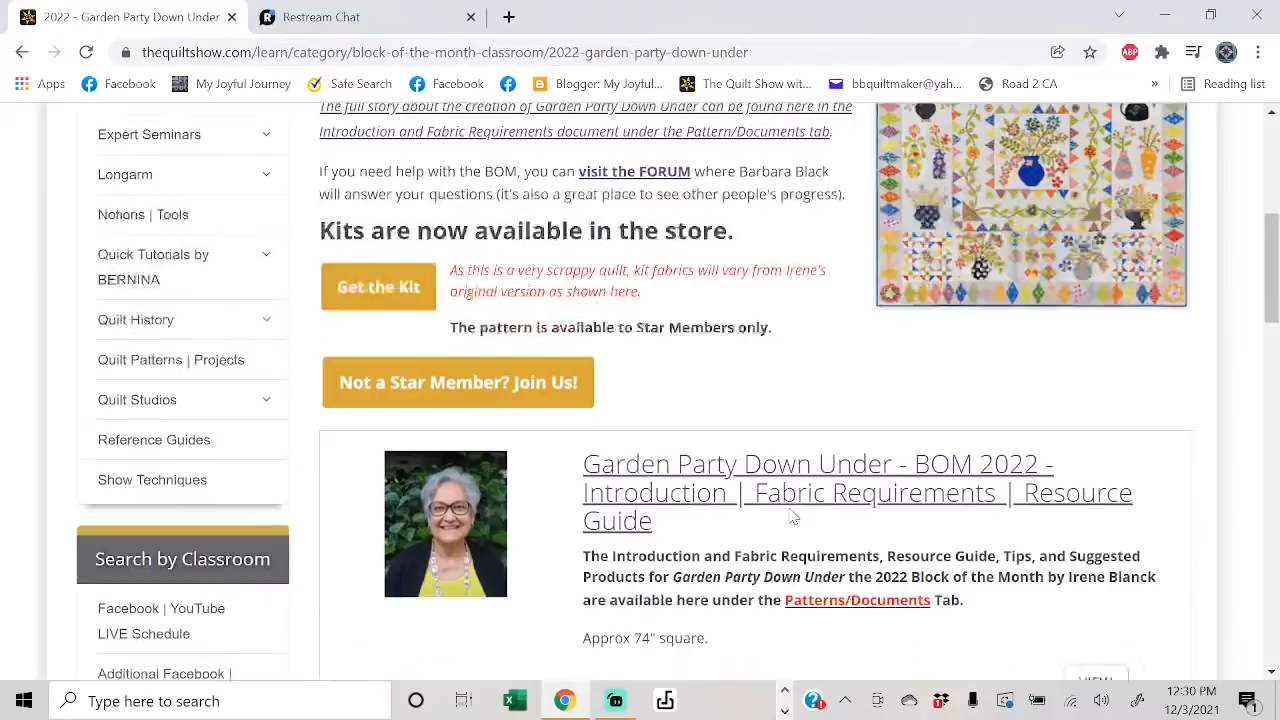 2022 - Garden Party Down Under
Restream Chat
thequiltshow.com/learn/category/block-of-the-month-classroom/2022-garden-party-down-under
ABP
Apps
Facebook
My Joyful Journey
Safe Search
Facebook
Blogger: My Joyful...
The Quilt Show wit...
bbquiltmaker@yah...
Road 2 CA
»
Reading list
Expert Seminars
Longarm
Notions | Tools
Quick Tutorials by
BERNINA
Quilt History
Quilt Patterns | Projects
Quilt Studios
Reference Guides
Show Techniques
Search by Classroom
Facebook | YouTube
LIVE Schedule
Additional Facebook |
The full story about the creation of Garden Party Down Under can be found here in the
Introduction and Fabric Requirements document under the Pattern/Documents tab.
If you need help with the BOM, you can visit the FORUM where Barbara Black
will answer your questions (it's also a great place to see other people's progress).
Kits are now available in the store.
Get the Kit
As this is a very scrappy quilt, kit fabrics will vary from Irene's
original version as shown here.
The pattern is available to Star Members only.
Not a Star Member? Join Us!
Garden Party Down Under - BOM 2022 -
Introduction | Fabric Requirements | Resource
Guide
The Introduction and Fabric Requirements, Resource Guide, Tips, and Suggested
Products for Garden Party Down Under the 2022 Block of the Month by Irene Blanck
are available here under the Patterns/Documents Tab.
Approx 74" square.
VIEW
Type here to search
12:30 PM
12/3/2021